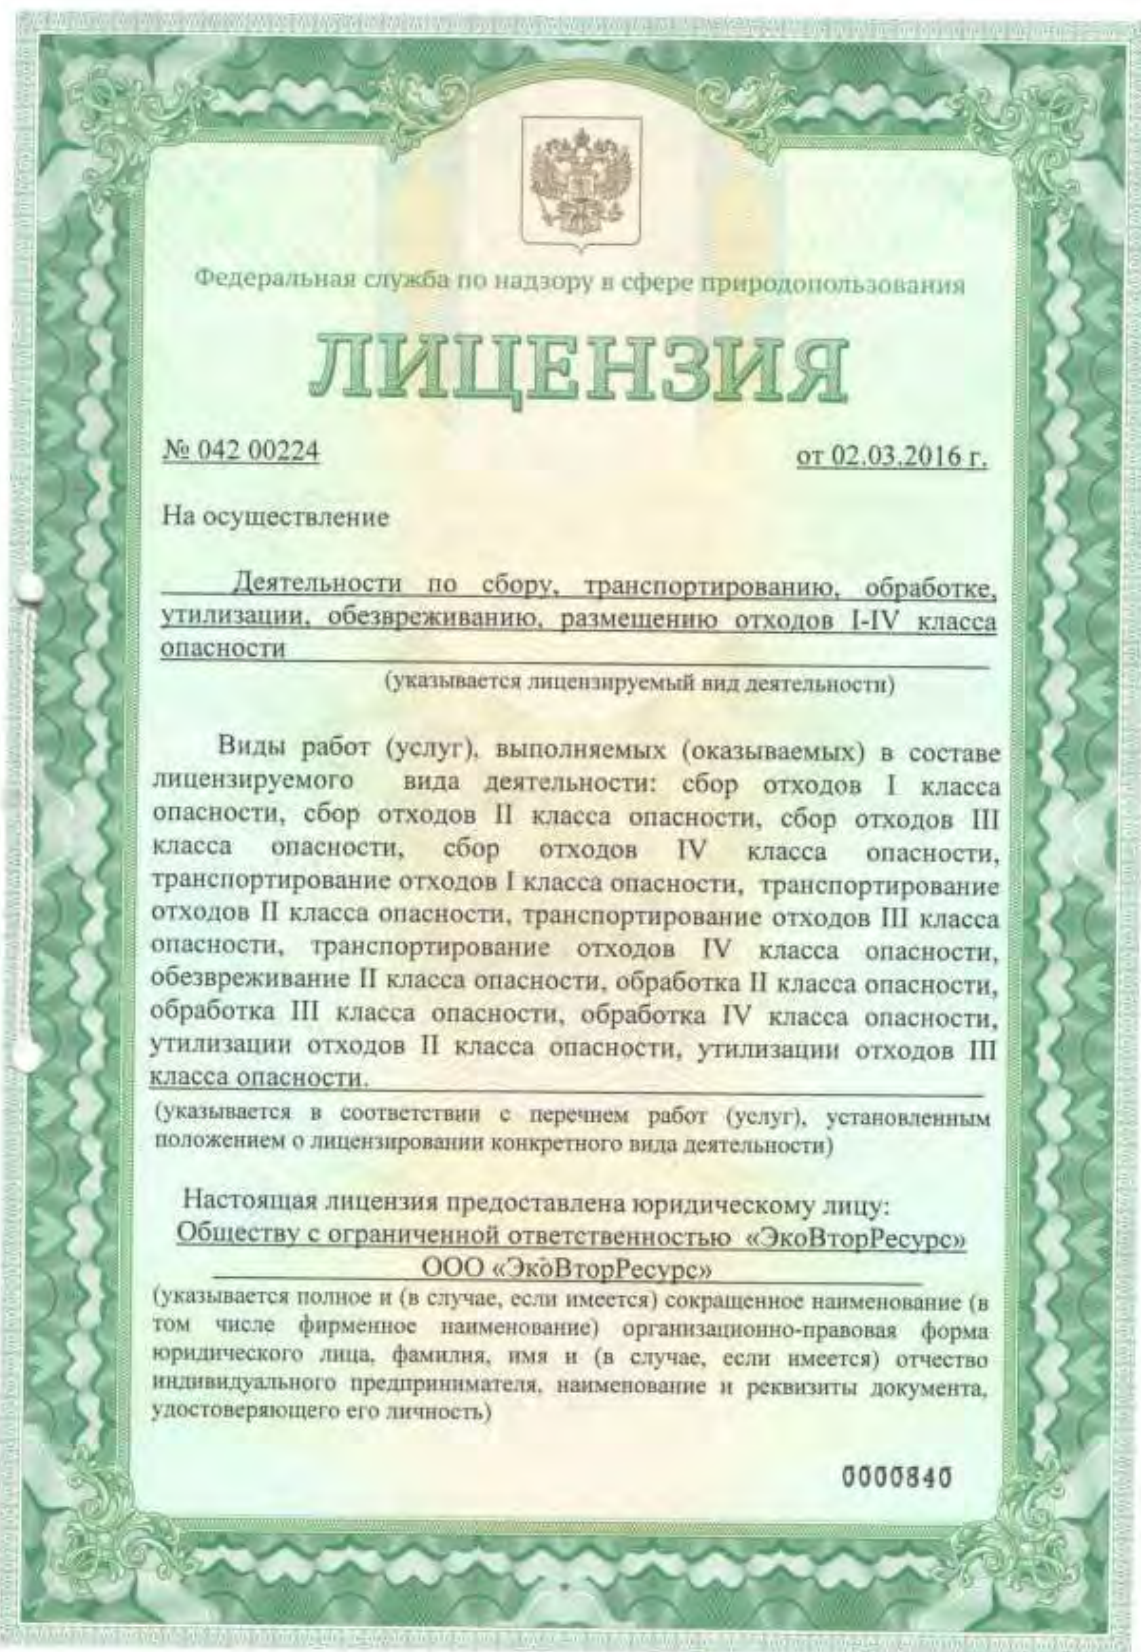 Федеральная служба по надзору в сфере природопользования
ЛИЦЕНЗИЯ
№ 042 00224
от 02.03.2016 г.
На осуществление
Деятельности по сбору, транспортированию, обработке,
утилизации, обезвреживанию, размещению отходов I-IV класса
опасности
(указывается лицензируемый вид деятельности)
Виды работ (услуг), выполняемых (оказываемых) в составе
лицензируемого вида деятельности: сбор отходов I класса
опасности, сбор отходов II класса опасности, сбор отходов III
класса опасности, сбор отходов IV класса опасности,
транспортирование отходов I класса опасности, транспортирование
отходов II класса опасности, транспортирование отходов III класса
опасности, транспортирование отходов IV класса опасности,
обезвреживание II класса опасности, обработка II класса опасности,
обработка III класса опасности, обработка IV класса опасности,
утилизации отходов II класса опасности, утилизации отходов III
класса опасности.
(указывается в соответствии с перечнем работ (услуг), установленным
положением о лицензировании конкретного вида деятельности)
Настоящая лицензия предоставлена юридическому лицу:
Обществу с ограниченной ответственностью «ЭкоВторРесурс»
ООО «ЭкоВторРесурс»
(указывается полное и (в случае, если имеется) сокращенное наименование (в
том числе фирменное наименование) организационно-правовая форма
юридического лица, фамилия, имя и (в случае, если имеется) отчество
индивидуального предпринимателя, наименование и реквизиты документа,
удостоверяющего его личность)
0000840